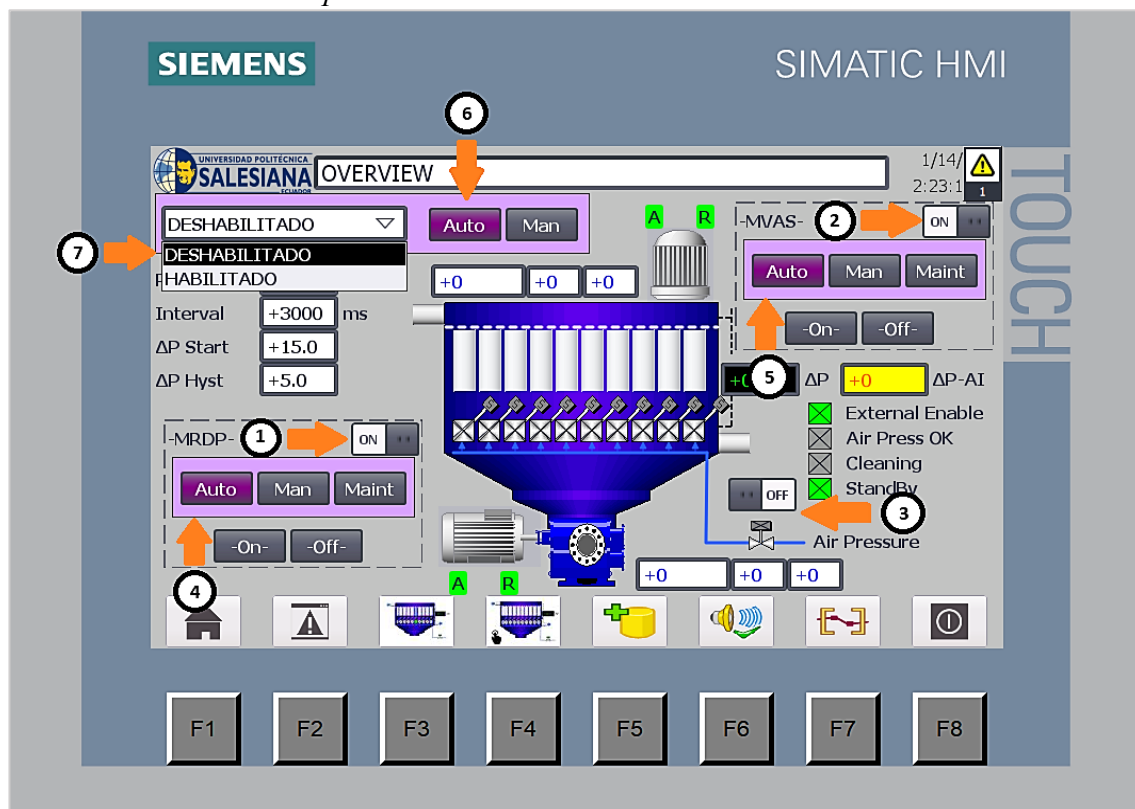 p
SIEMENS
SIMATIC HMI
TOUCH
6
UNIVERSIDAD POLITÉCNICA
SALESIANA
ECUADOR
OVERVIEW
1/14/
2:23:1
1
DESHABILITADO
Auto Man
A R
-MVAS- 2 ON
7
DESHABILITADO
HABILITADO
+0 +0 +0
Auto Man Maint
Interval +3000 ms
-On- -Off-
ΔP Start +15.0
5
ΔP Hyst +5.0
ΔP +0 ΔP-AI
External Enable
-MRDP- 1 ON
Air Press OK
Cleaning
Auto Man Maint
OFF StandBy
3
-On- -Off-
Air Pressure
4
A R
+0 +0 +0
F1 F2 F3 F4 F5 F6 F7 F8